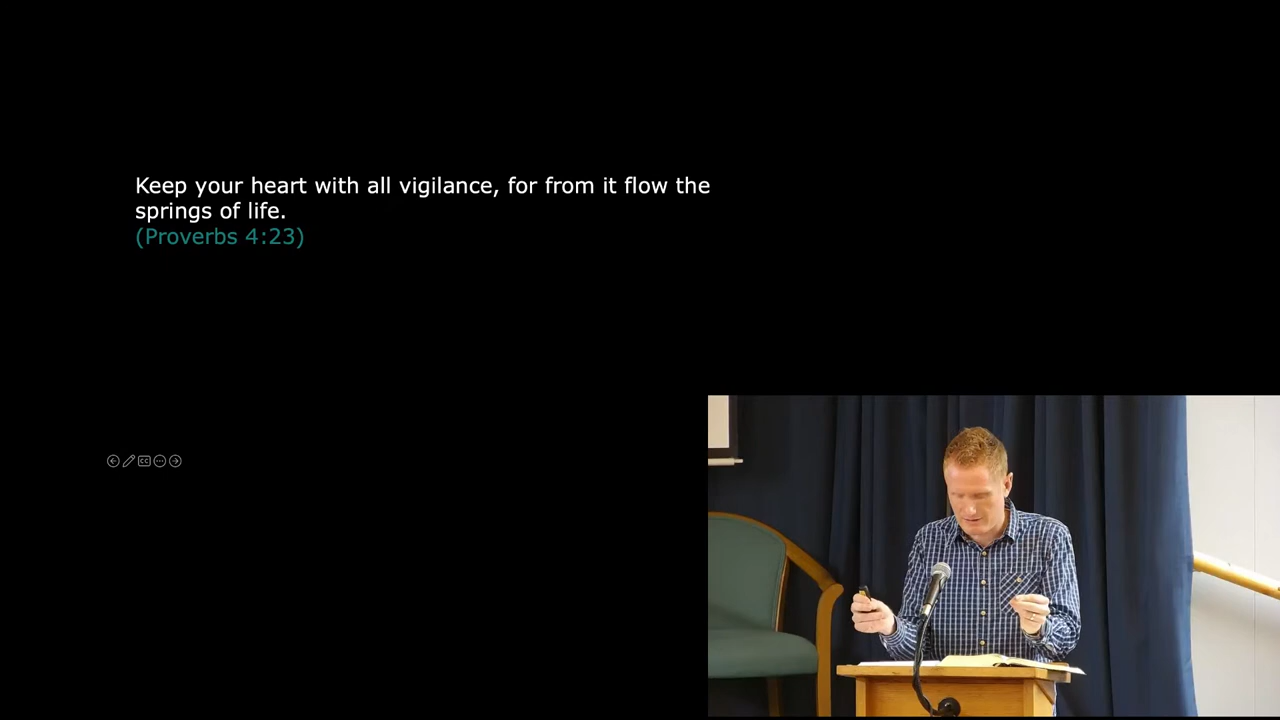 Keep your heart with all vigilance, for from it flow the
springs of life.
(Proverbs 4:23)